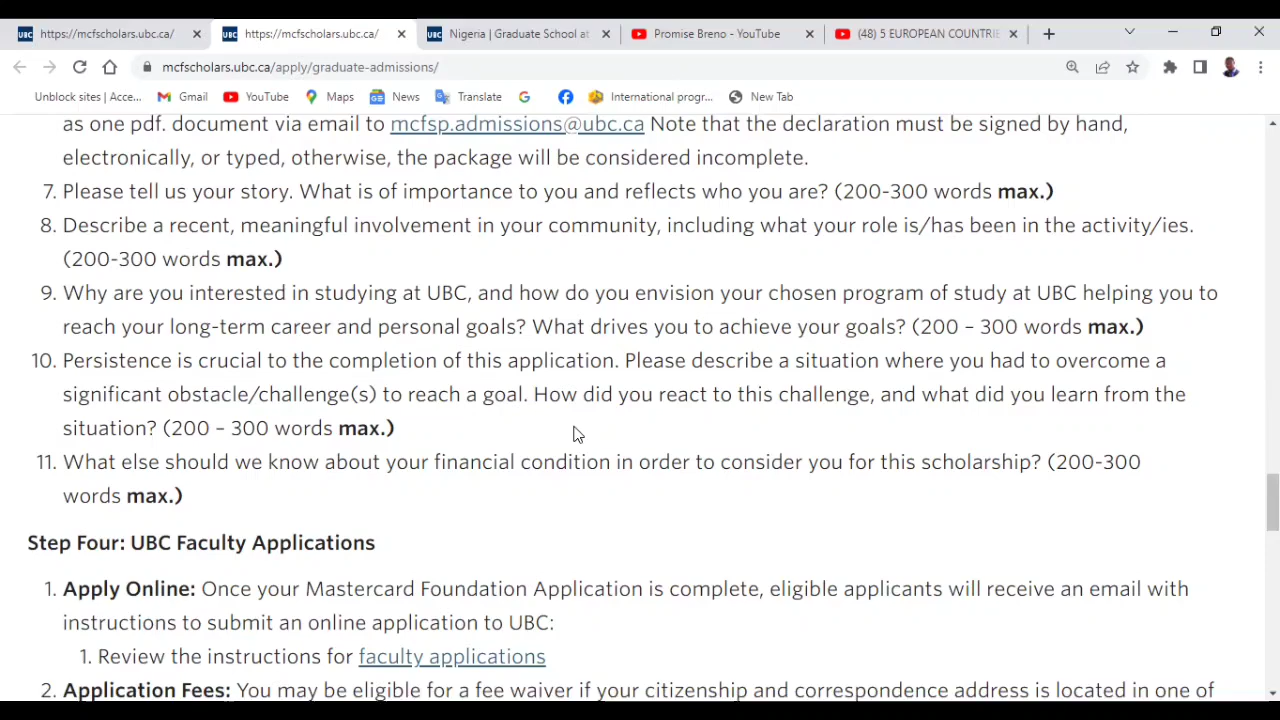 UBC https://mcfscholars.ubc.ca/ × UBC https://mcfscholars.ubc.ca/ × UBC Nigeria | Graduate School at × Promise Breno - YouTube × (48) 5 EUROPEAN COUNTRIE × +
mcfscholars.ubc.ca/apply/graduate-admissions/
Unblock sites | Acce... Gmail YouTube Maps News Translate G International progr... New Tab
as one pdf. document via email to mcfsp.admissions@ubc.ca Note that the declaration must be signed by hand,
electronically, or typed, otherwise, the package will be considered incomplete.
7. Please tell us your story. What is of importance to you and reflects who you are? (200-300 words max.)
8. Describe a recent, meaningful involvement in your community, including what your role is/has been in the activity/ies.
(200-300 words max.)
9. Why are you interested in studying at UBC, and how do you envision your chosen program of study at UBC helping you to
reach your long-term career and personal goals? What drives you to achieve your goals? (200 – 300 words max.)
10. Persistence is crucial to the completion of this application. Please describe a situation where you had to overcome a
significant obstacle/challenge(s) to reach a goal. How did you react to this challenge, and what did you learn from the
situation? (200 – 300 words max.)
11. What else should we know about your financial condition in order to consider you for this scholarship? (200-300
words max.)
Step Four: UBC Faculty Applications
1. Apply Online: Once your Mastercard Foundation Application is complete, eligible applicants will receive an email with
instructions to submit an online application to UBC:
1. Review the instructions for faculty applications
2. Application Fees: You may be eligible for a fee waiver if your citizenship and correspondence address is located in one of